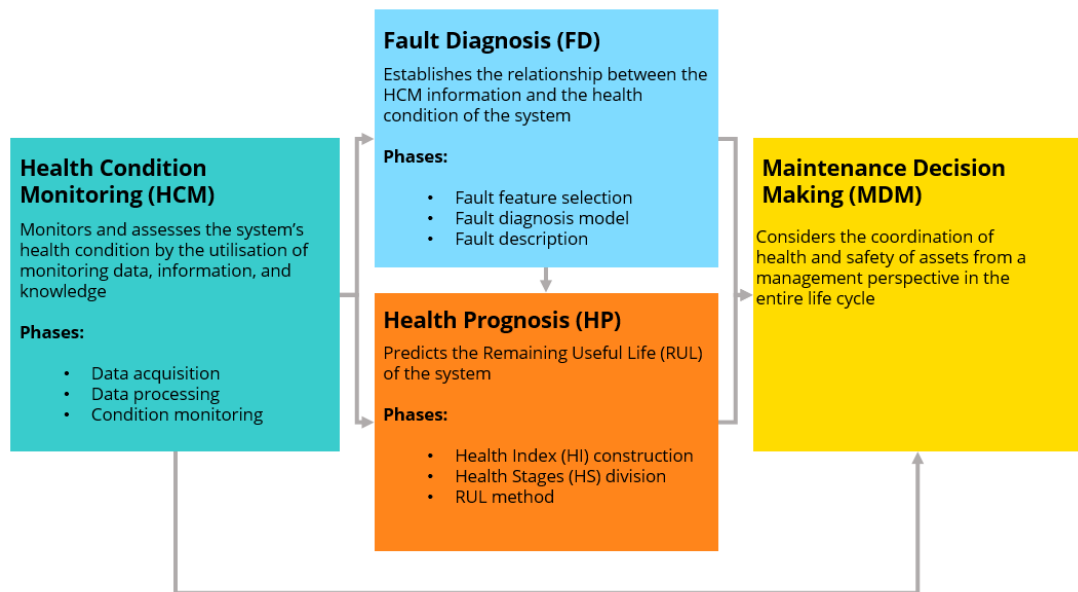 Fault Diagnosis (FD)
Establishes the relationship between the
HCM information and the health
condition of the system
Phases:
• Fault feature selection
• Fault diagnosis model
• Fault description
Health Condition
Monitoring (HCM)
Monitors and assesses the system’s
health condition by the utilisation of
monitoring data, information, and
knowledge
Phases:
• Data acquisition
• Data processing
• Condition monitoring
Health Prognosis (HP)
Predicts the Remaining Useful Life (RUL)
of the system
Phases:
• Health Index (HI) construction
• Health Stages (HS) division
• RUL method
Maintenance Decision
Making (MDM)
Considers the coordination of
health and safety of assets from a
management perspective in the
entire life cycle